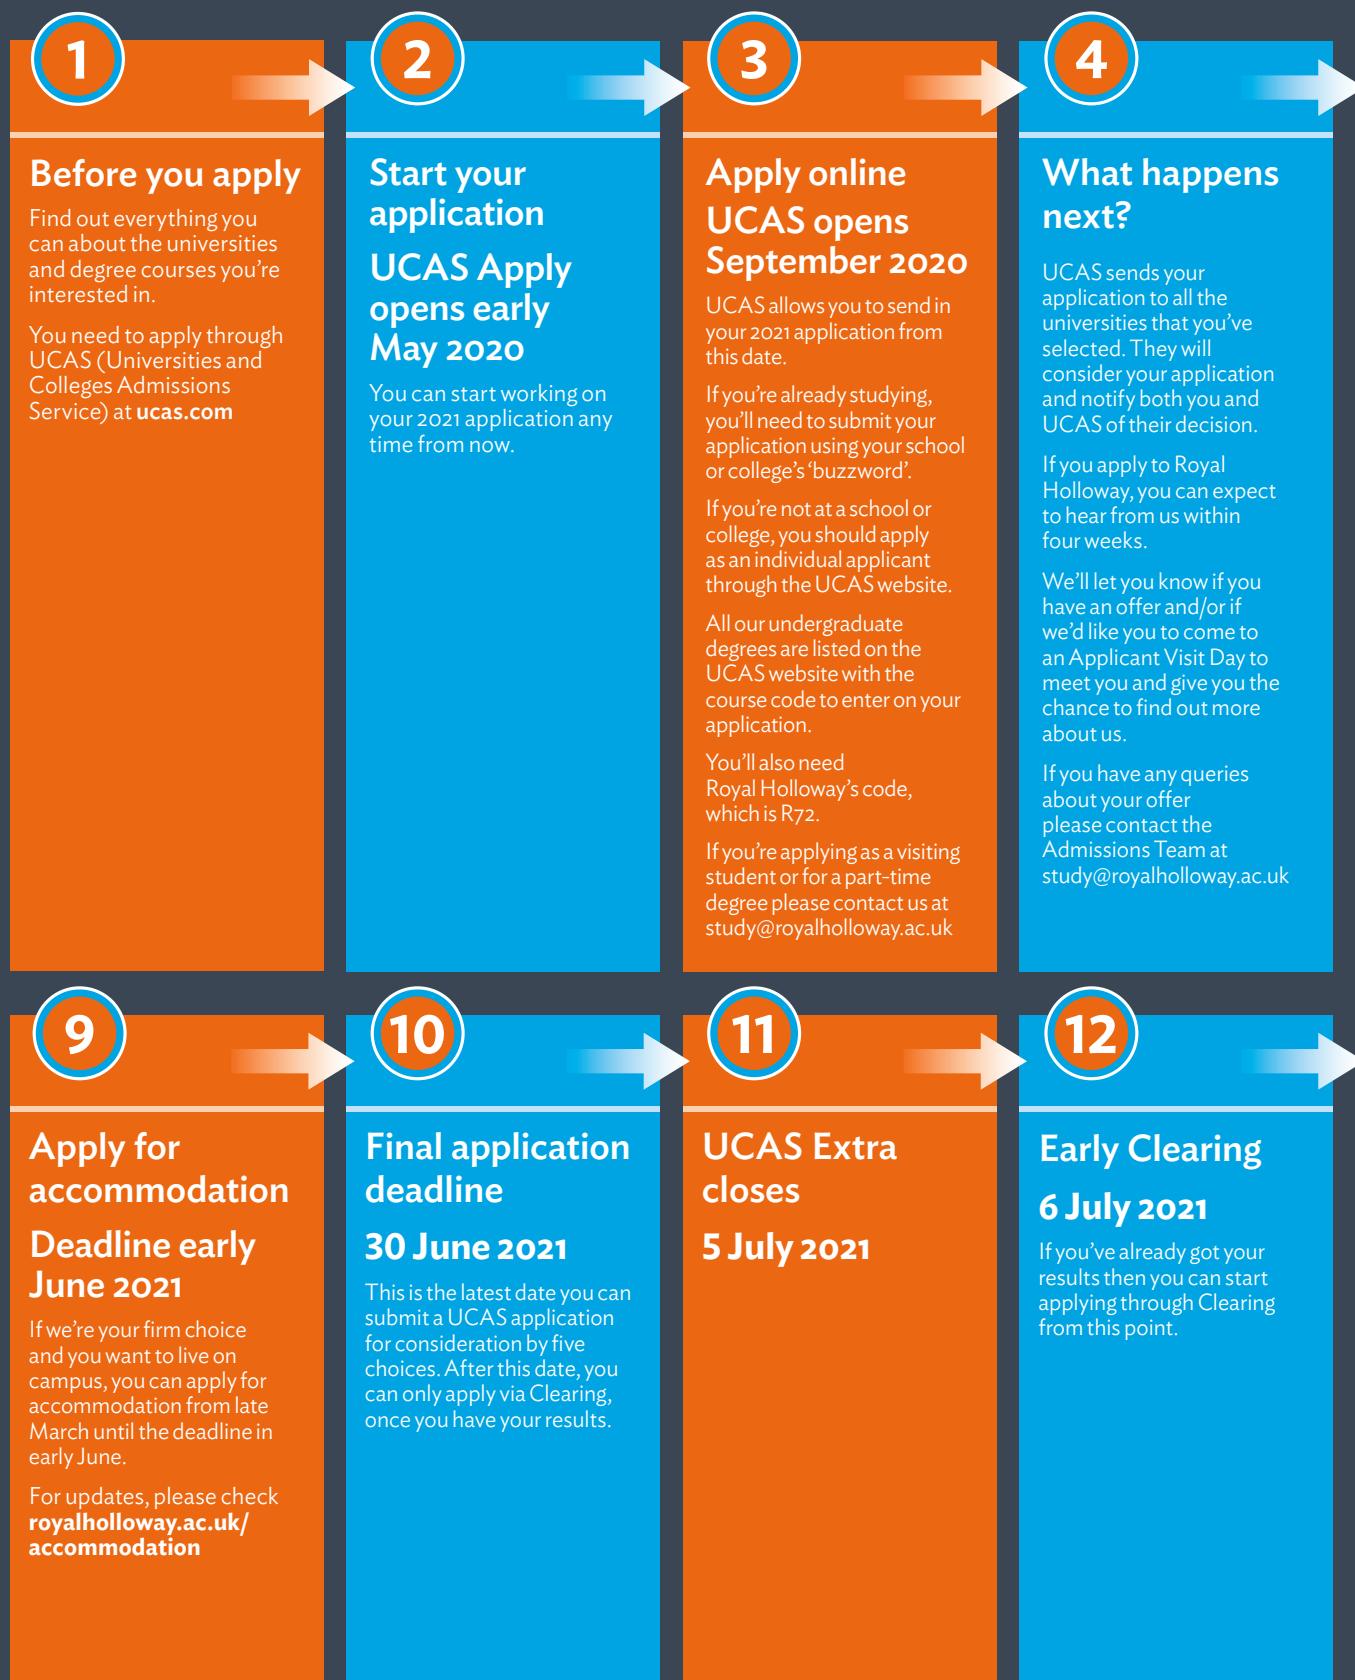 1
Before you apply
Find out everything you
can about the universities
and degree courses you’re
interested in.
You need to apply through
UCAS (Universities and
Colleges Admissions
Service) at ucas.com
2
Start your
application
UCAS Apply
opens early
May 2020
You can start working on
your 2021 application any
time from now.
3
Apply online
UCAS opens
September 2020
UCAS allows you to send in
your 2021 application from
this date.
If you’re already studying,
you’ll need to submit your
application using your school
or college’s ‘buzzword’.
If you’re not at a school or
college, you should apply
as an individual applicant
through the UCAS website.
All our undergraduate
degrees are listed on the
UCAS website with the
course code to enter on your
application.
You’ll also need
Royal Holloway’s code,
which is R72.
If you’re applying as a visiting
student or for a part-time
degree please contact us at
study@royalholloway.ac.uk
4
What happens
next?
UCAS sends your
application to all the
universities that you’ve
selected. They will
consider your application
and notify both you and
UCAS of their decision.
If you apply to Royal
Holloway, you can expect
to hear from us within
four weeks.
We’ll let you know if you
have an offer and/or if
we’d like you to come to
an Applicant Visit Day to
meet you and give you the
chance to find out more
about us.
If you have any queries
about your offer
please contact the
Admissions Team at
study@royalholloway.ac.uk
9
Apply for
accommodation
Deadline early
June 2021
If we’re your firm choice
and you want to live on
campus, you can apply for
accommodation from late
March until the deadline in
early June.
For updates, please check
royalholloway.ac.uk/
accommodation
10
Final application
deadline
30 June 2021
This is the latest date you can
submit a UCAS application
for consideration by five
choices. After this date, you
can only apply via Clearing,
once you have your results.
11
UCAS Extra
closes
5 July 2021
12
Early Clearing
6 July 2021
If you’ve already got your
results then you can start
applying through Clearing
from this point.